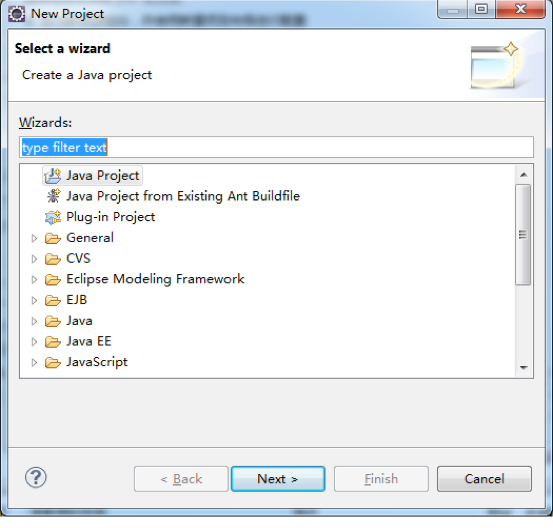 New Project
Select a wizard
Create a Java project
Wizards:
type filter text
Java Project
Java Project from Existing Ant Buildfile
Plug-in Project
General
CVS
Eclipse Modeling Framework
EJB
Java
Java EE
JavaScript
? < Back Next > Finish Cancel